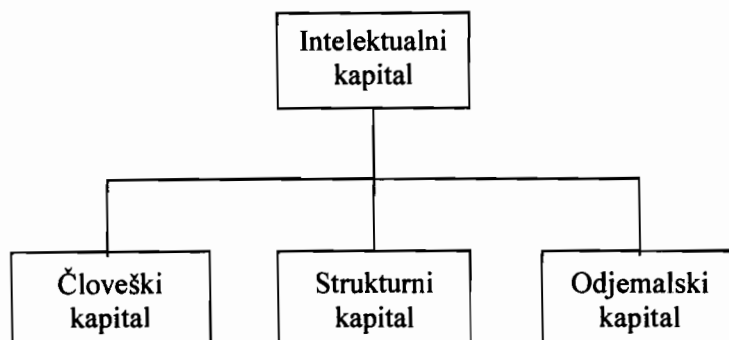 Intelektualni
kapital
Človeški
kapital
Strukturni
kapital
Odjemalski
kapital